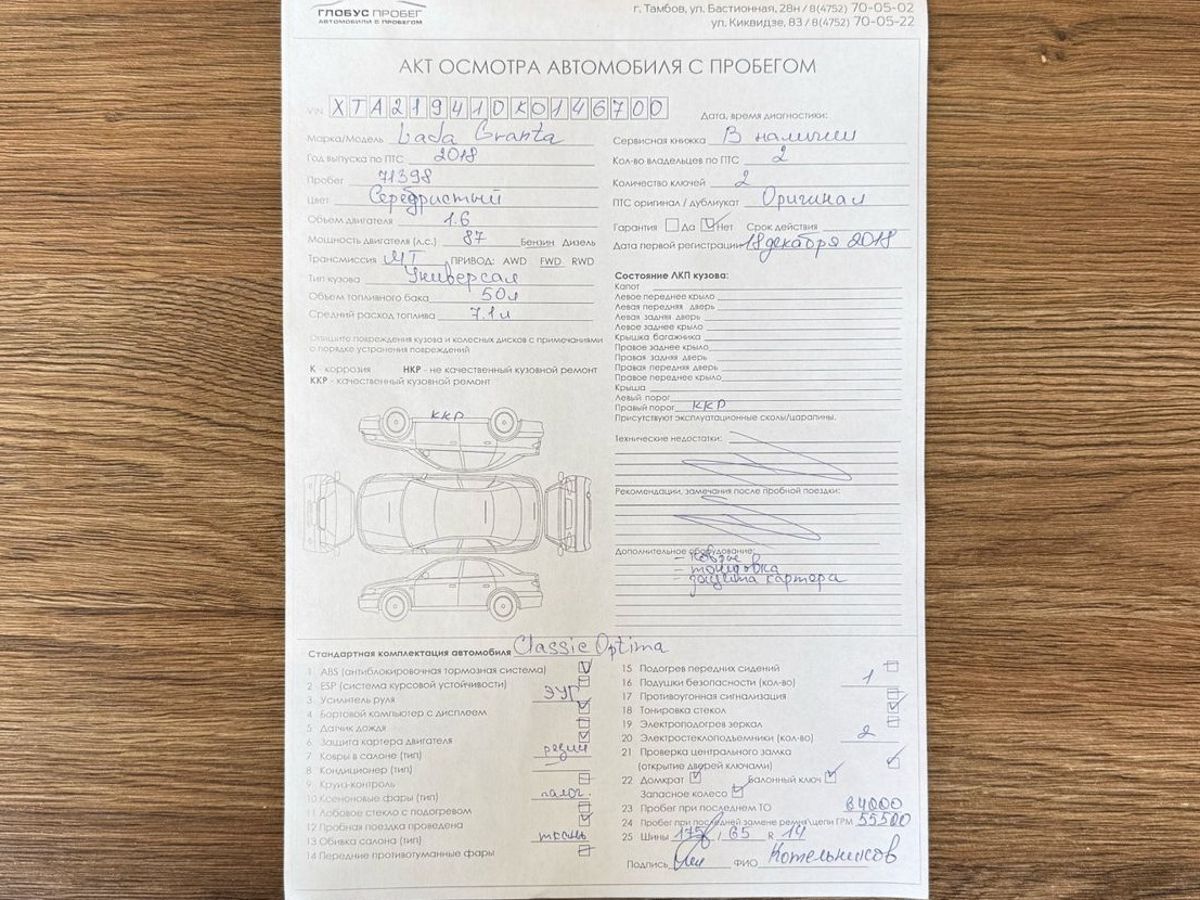 ГЛОБУС ПРОБЕГ
АВТОМОБИЛИ С ПРОБЕГОМ
г. Тамбов, ул. Бастионная, 28н / 8(4752) 70-05-02
ул. Киквидзе, 83 / 8(4752) 70-05-22
АКТ ОСМОТРА АВТОМОБИЛЯ С ПРОБЕГОМ
VIN XTA219410K0146700
Марка/Модель Lada Granta
Год выпуска по ПТС 2018
Пробег 71398
Цвет Серебристый
Объем двигателя 1.6
Мощность двигателя (л.с.) 87 Бензин Дизель
Трансмиссия МТ ПРИВОД: AWD FWD RWD
Тип кузова Универсал
Объем топливного бака 50л
Средний расход топлива 7.1л
Опишите повреждения кузова и колесных дисков с примечаниями
о порядке устранения повреждений
К - коррозия НКР - не качественный кузовной ремонт
ККР - качественный кузовной ремонт
ККР
Дата, время диагностики:
Сервисная книжка В наличии
Кол-во владельцев по ПТС 2
Количество ключей 2
ПТС оригинал / дубликат Оригинал
Гарантия Да Нет Срок действия
Дата первой регистрации 18 декабря 2018
Состояние ЛКП кузова:
Капот
Левое переднее крыло
Левая передняя дверь
Левая задняя дверь
Левое заднее крыло
Крышка багажника
Правое заднее крыло
Правая задняя дверь
Правая передняя дверь
Правое переднее крыло
Крыша
Левый порог
Правый порог ККР
Присутствуют эксплуатационные сколы/царапины.
Технические недостатки:
Рекомендации, замечания после пробной поездки:
Дополнительное оборудование:
- тонировка
- защита картера
Стандартная комплектация автомобиля Classic Optima
1 ABS (антиблокировочная тормозная система)
2 ESP (система курсовой устойчивости)
3 Усилитель руля ЭУР
4 Бортовой компьютер с дисплеем
5 Датчик дождя
6 Защита картера двигателя
7 Ковры в салоне (тип) резин
8 Кондиционер (тип)
9 Круиз-контроль
10 Ксеноновые фары (тип) галог.
11 Лобовое стекло с подогревом
12 Пробная поездка проведена
13 Обивка салона (тип) ткань
14 Передние противотуманные фары
15 Подогрев передних сидений
16 Подушки безопасности (кол-во) 1
17 Противоугонная сигнализация
18 Тонировка стекол
19 Электроподогрев зеркал
20 Электростеклоподъемники (кол-во) 2
21 Проверка центрального замка
(открытие дверей ключами)
22 Домкрат Балонный ключ
Запасное колесо
23 Пробег при последнем ТО 64000
24 Пробег при последней замене ремня\цепи ГРМ 55500
25 Шины 175 / 65 R 14
Подпись ФИО Котельников